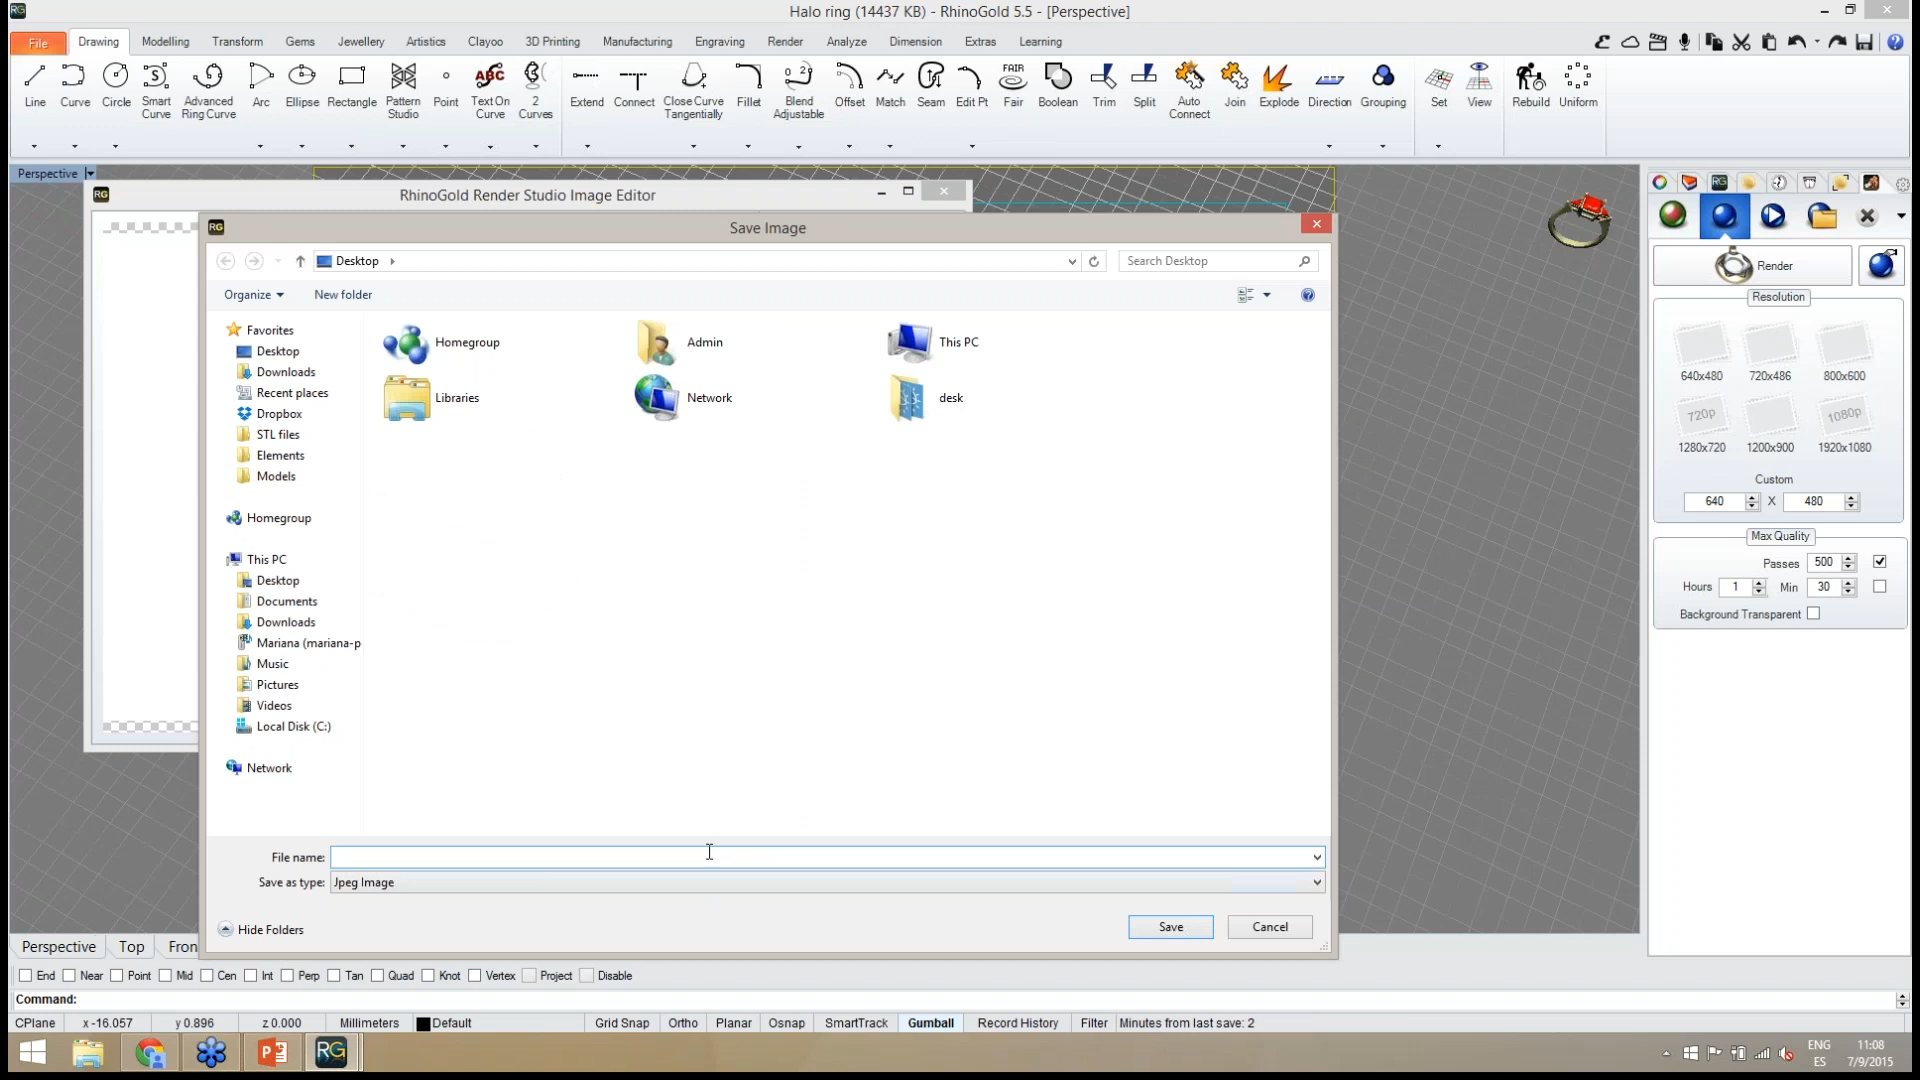 Halo ring (14437 KB) - RhinoGold 5.5 - [Perspective]
File Drawing Modelling Transform Gems Jewellery Artistics Clayoo 3D Printing Manufacturing Engraving Render Analyze Dimension Extras Learning
Line Curve Circle Smart Curve Advanced Ring Curve Arc Ellipse Rectangle Pattern Studio Point Text On Curve 2 Curves Extend Connect Close Curve Tangentially Fillet Blend Adjustable Offset Match Seam Edit Pt Fair Boolean Trim Split Auto Connect Join Explode Direction Grouping Set View Rebuild Uniform
Perspective
RhinoGold Render Studio Image Editor
Save Image
Desktop
Search Desktop
Organize
New folder
Favorites
Desktop
Downloads
Recent places
Dropbox
STL files
Elements
Models
Homegroup
This PC
Desktop
Documents
Downloads
Mariana (mariana-p
Music
Pictures
Videos
Local Disk (C:)
Network
Homegroup
Admin
This PC
Libraries
Network
desk
File name:
Save as type: Jpeg Image
Hide Folders
Save
Cancel
Render
Resolution
640x480 720x486 800x600
720p 1080p
1280x720 1200x900 1920x1080
Custom
640 X 480
Max Quality
Passes 500
Hours 1 Min 30
Background Transparent
Perspective Top Fron
End Near Point Mid Cen Int Perp Tan Quad Knot Vertex Project Disable
Command:
CPlane x -16.057 y 0.896 z 0.000 Millimeters Default Grid Snap Ortho Planar Osnap SmartTrack Gumball Record History Filter Minutes from last save: 2
ENG
ES
11:08
7/9/2015